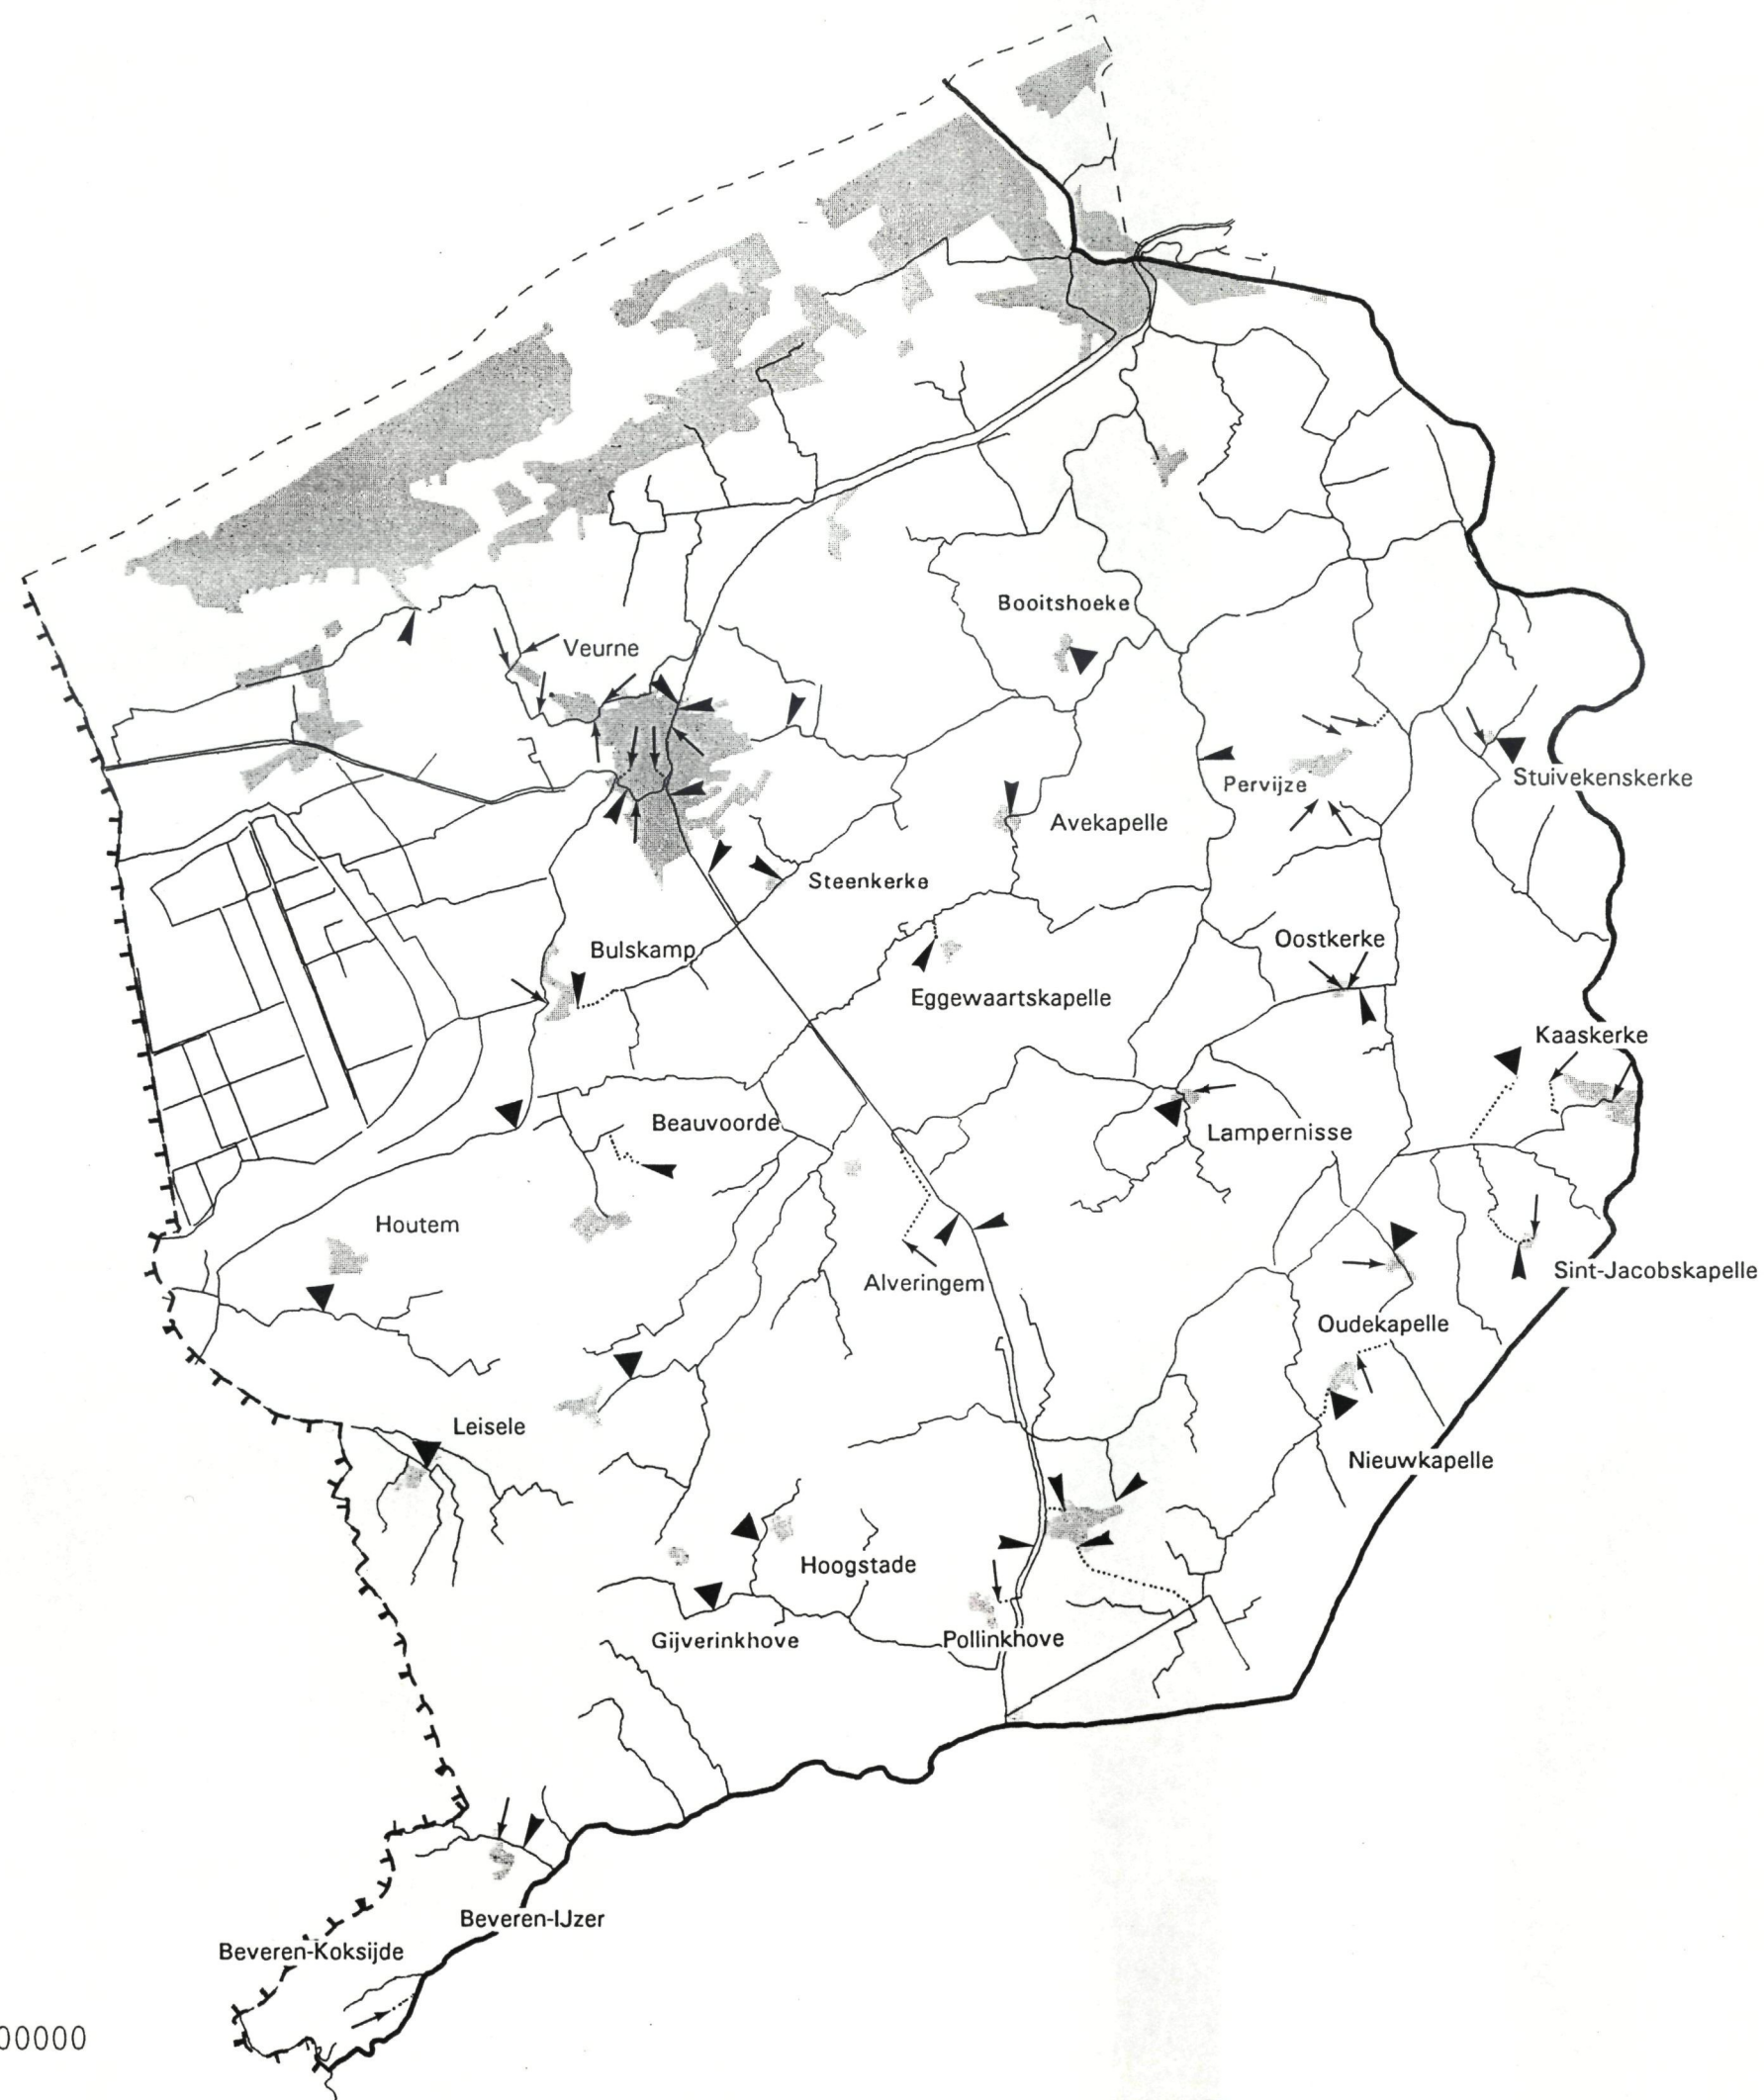 Booitshoeke
Veurne
Stuivekenskerke
Pervijze
Avekapelle
Steenkerke
Oostkerke
Bulskamp
Eggewaartskapelle
Kaaskerke
Beauvoorde
Lampernisse
Houtem
Sint-Jacobskapelle
Alveringem
Oudekapelle
Leisele
Nieuwkapelle
Hoogstade
Gijverinkhove
Pollinkhove
Beveren-IJzer
Beveren-Koksijde
00000